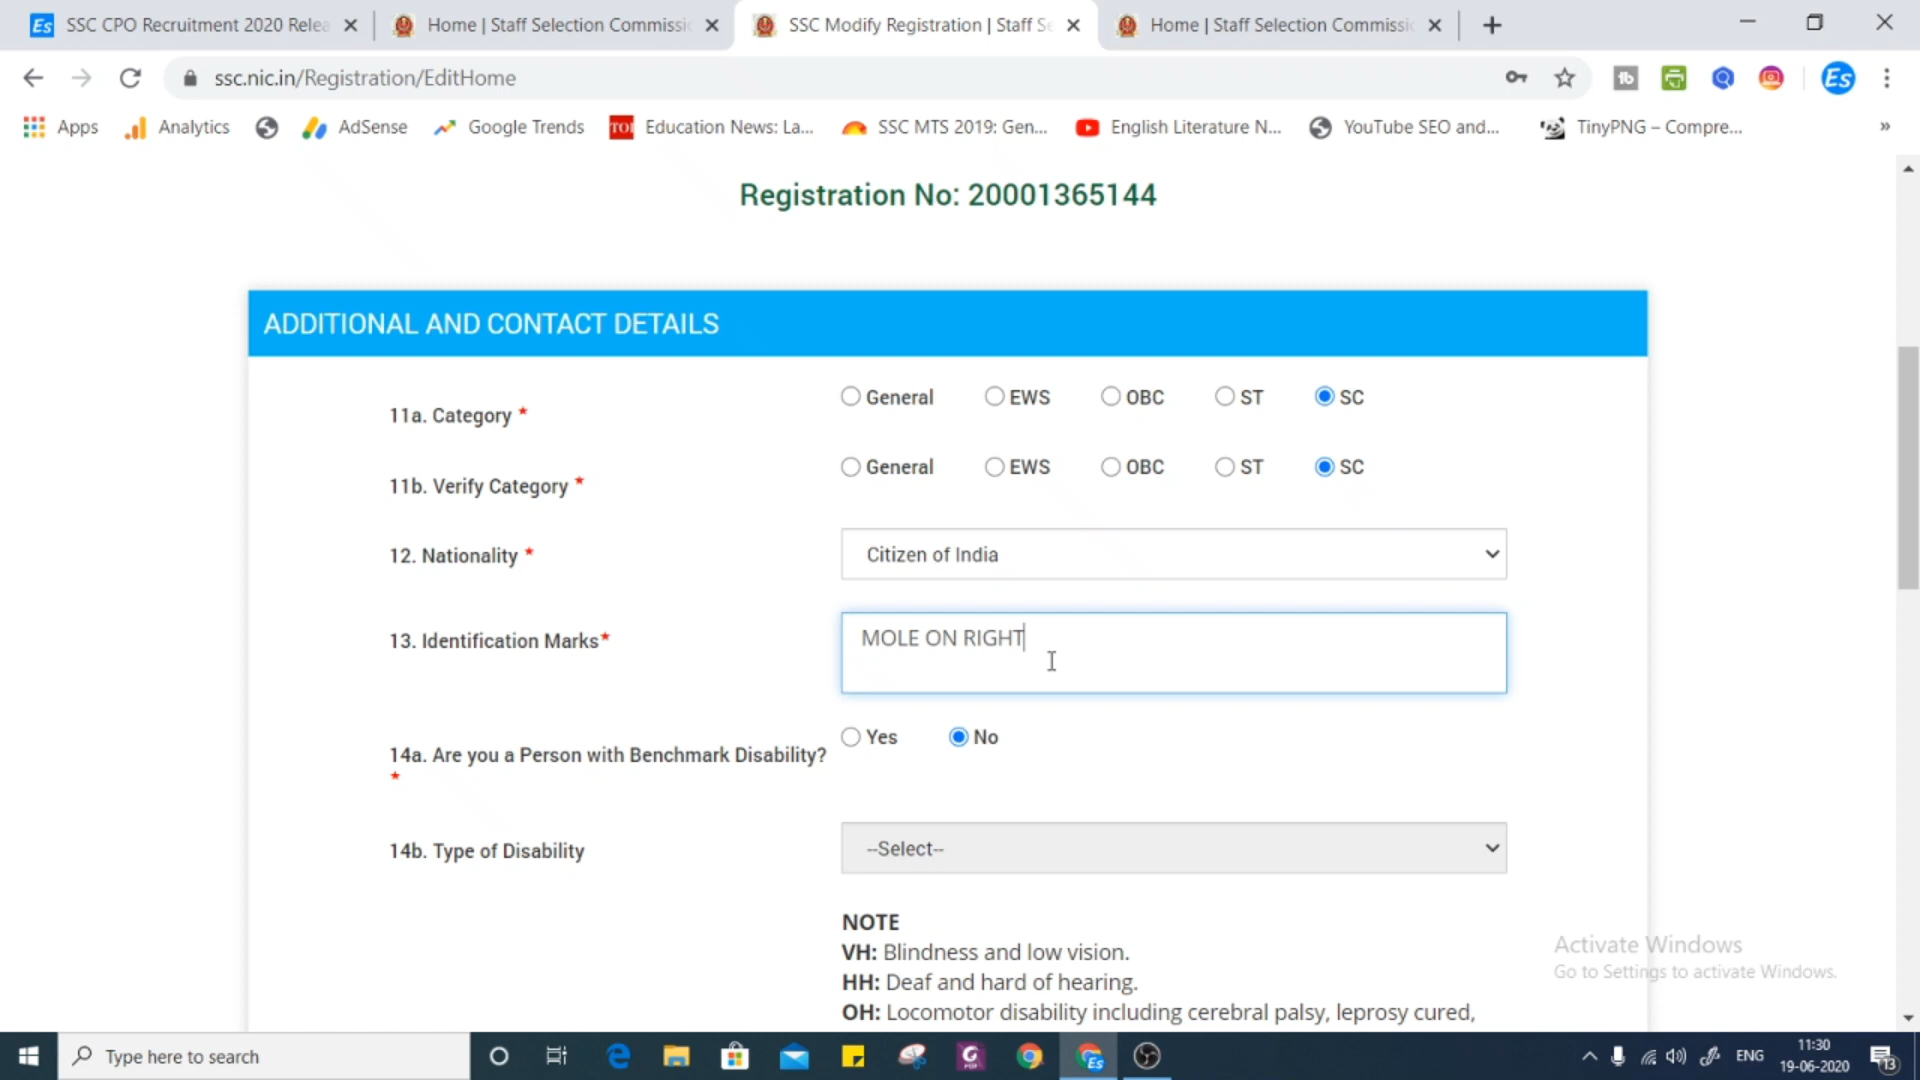 SSC CPO Recruitment 2020 Relea
Home | Staff Selection Commissi
SSC Modify Registration | Staff Se
Home | Staff Selection Commissi
ssc.nic.in/Registration/EditHome
Apps
Analytics
AdSense
Google Trends
Education News: La...
SSC MTS 2019: Gen...
English Literature N...
YouTube SEO and...
TinyPNG – Compre...
»
Registration No: 20001365144
ADDITIONAL AND CONTACT DETAILS
11a. Category *
General EWS OBC ST SC
11b. Verify Category *
General EWS OBC ST SC
12. Nationality *
Citizen of India
13. Identification Marks*
MOLE ON RIGHT
14a. Are you a Person with Benchmark Disability?
*
Yes No
14b. Type of Disability
--Select--
NOTE
VH: Blindness and low vision.
HH: Deaf and hard of hearing.
OH: Locomotor disability including cerebral palsy, leprosy cured,
Activate Windows
Go to Settings to activate Windows.
Type here to search
ENG
11:30
19-06-2020
13